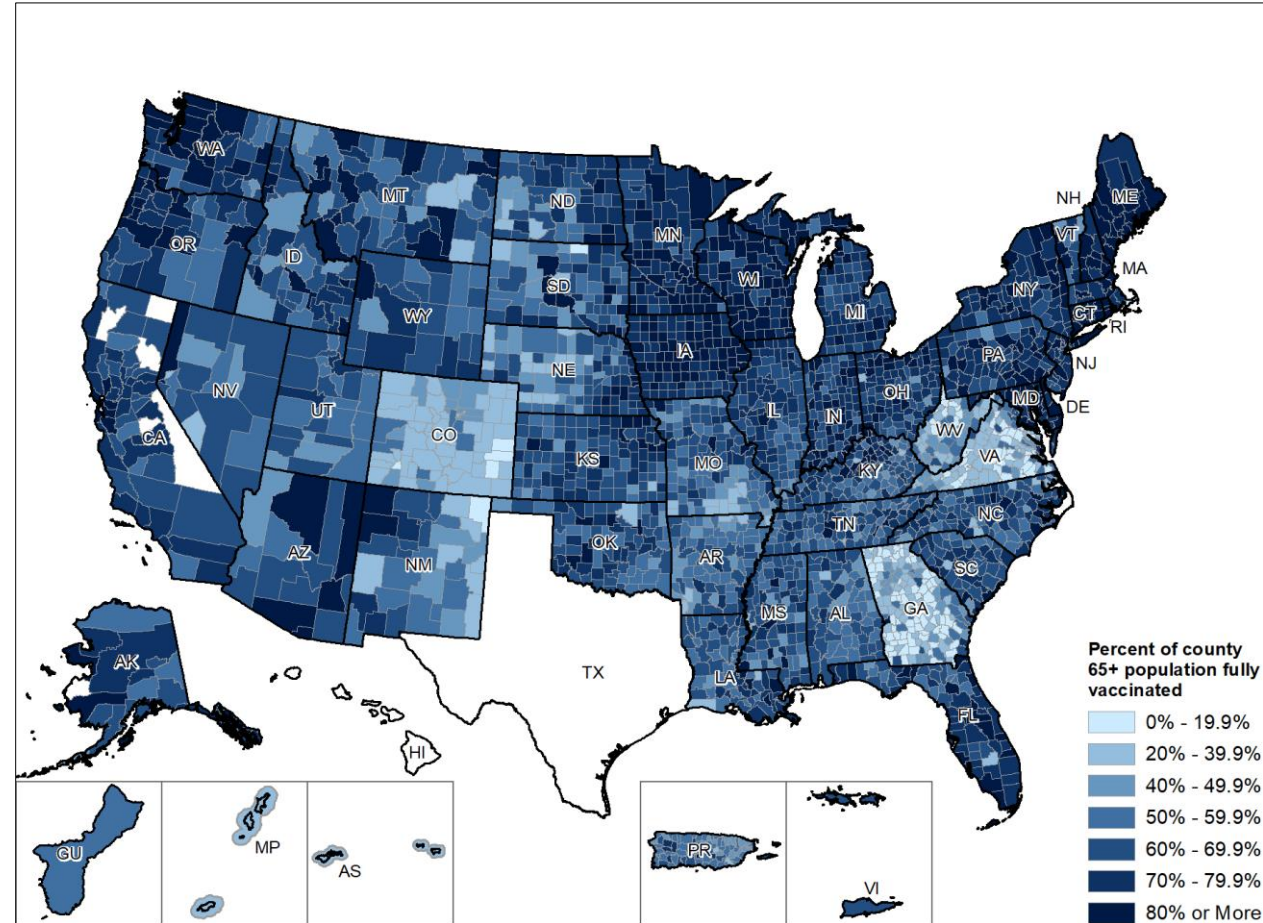 WA
MT
ND
MN
OR
ID
SD
WI
WY
MI
NY
VT
NH
ME
MA
CT
RI
NJ
PA
IA
NE
NV
UT
CO
CA
KS
MO
IL
IN
OH
WV
MD
DE
VA
KY
TN
NC
SC
AZ
NM
OK
AR
MS
AL
GA
LA
TX
FL
AK
HI
GU
MP
AS
PR
VI
Percent of county
65+ population fully
vaccinated
0% - 19.9%
20% - 39.9%
40% - 49.9%
50% - 59.9%
60% - 69.9%
70% - 79.9%
80% or More